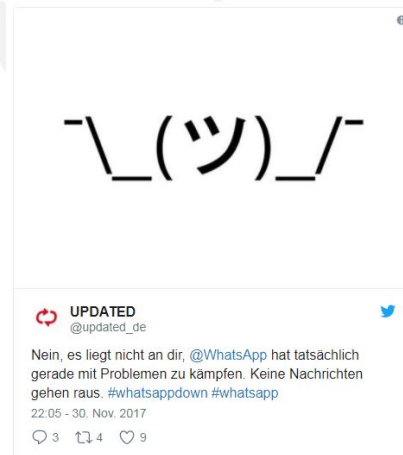 ¯\_(ツ)_/¯
UPDATED
@updated_de
Nein, es liegt nicht an dir, @WhatsApp hat tatsächlich
gerade mit Problemen zu kämpfen. Keine Nachrichten
gehen raus. #whatsappdown #whatsapp
22:05 - 30. Nov. 2017
3 4 9